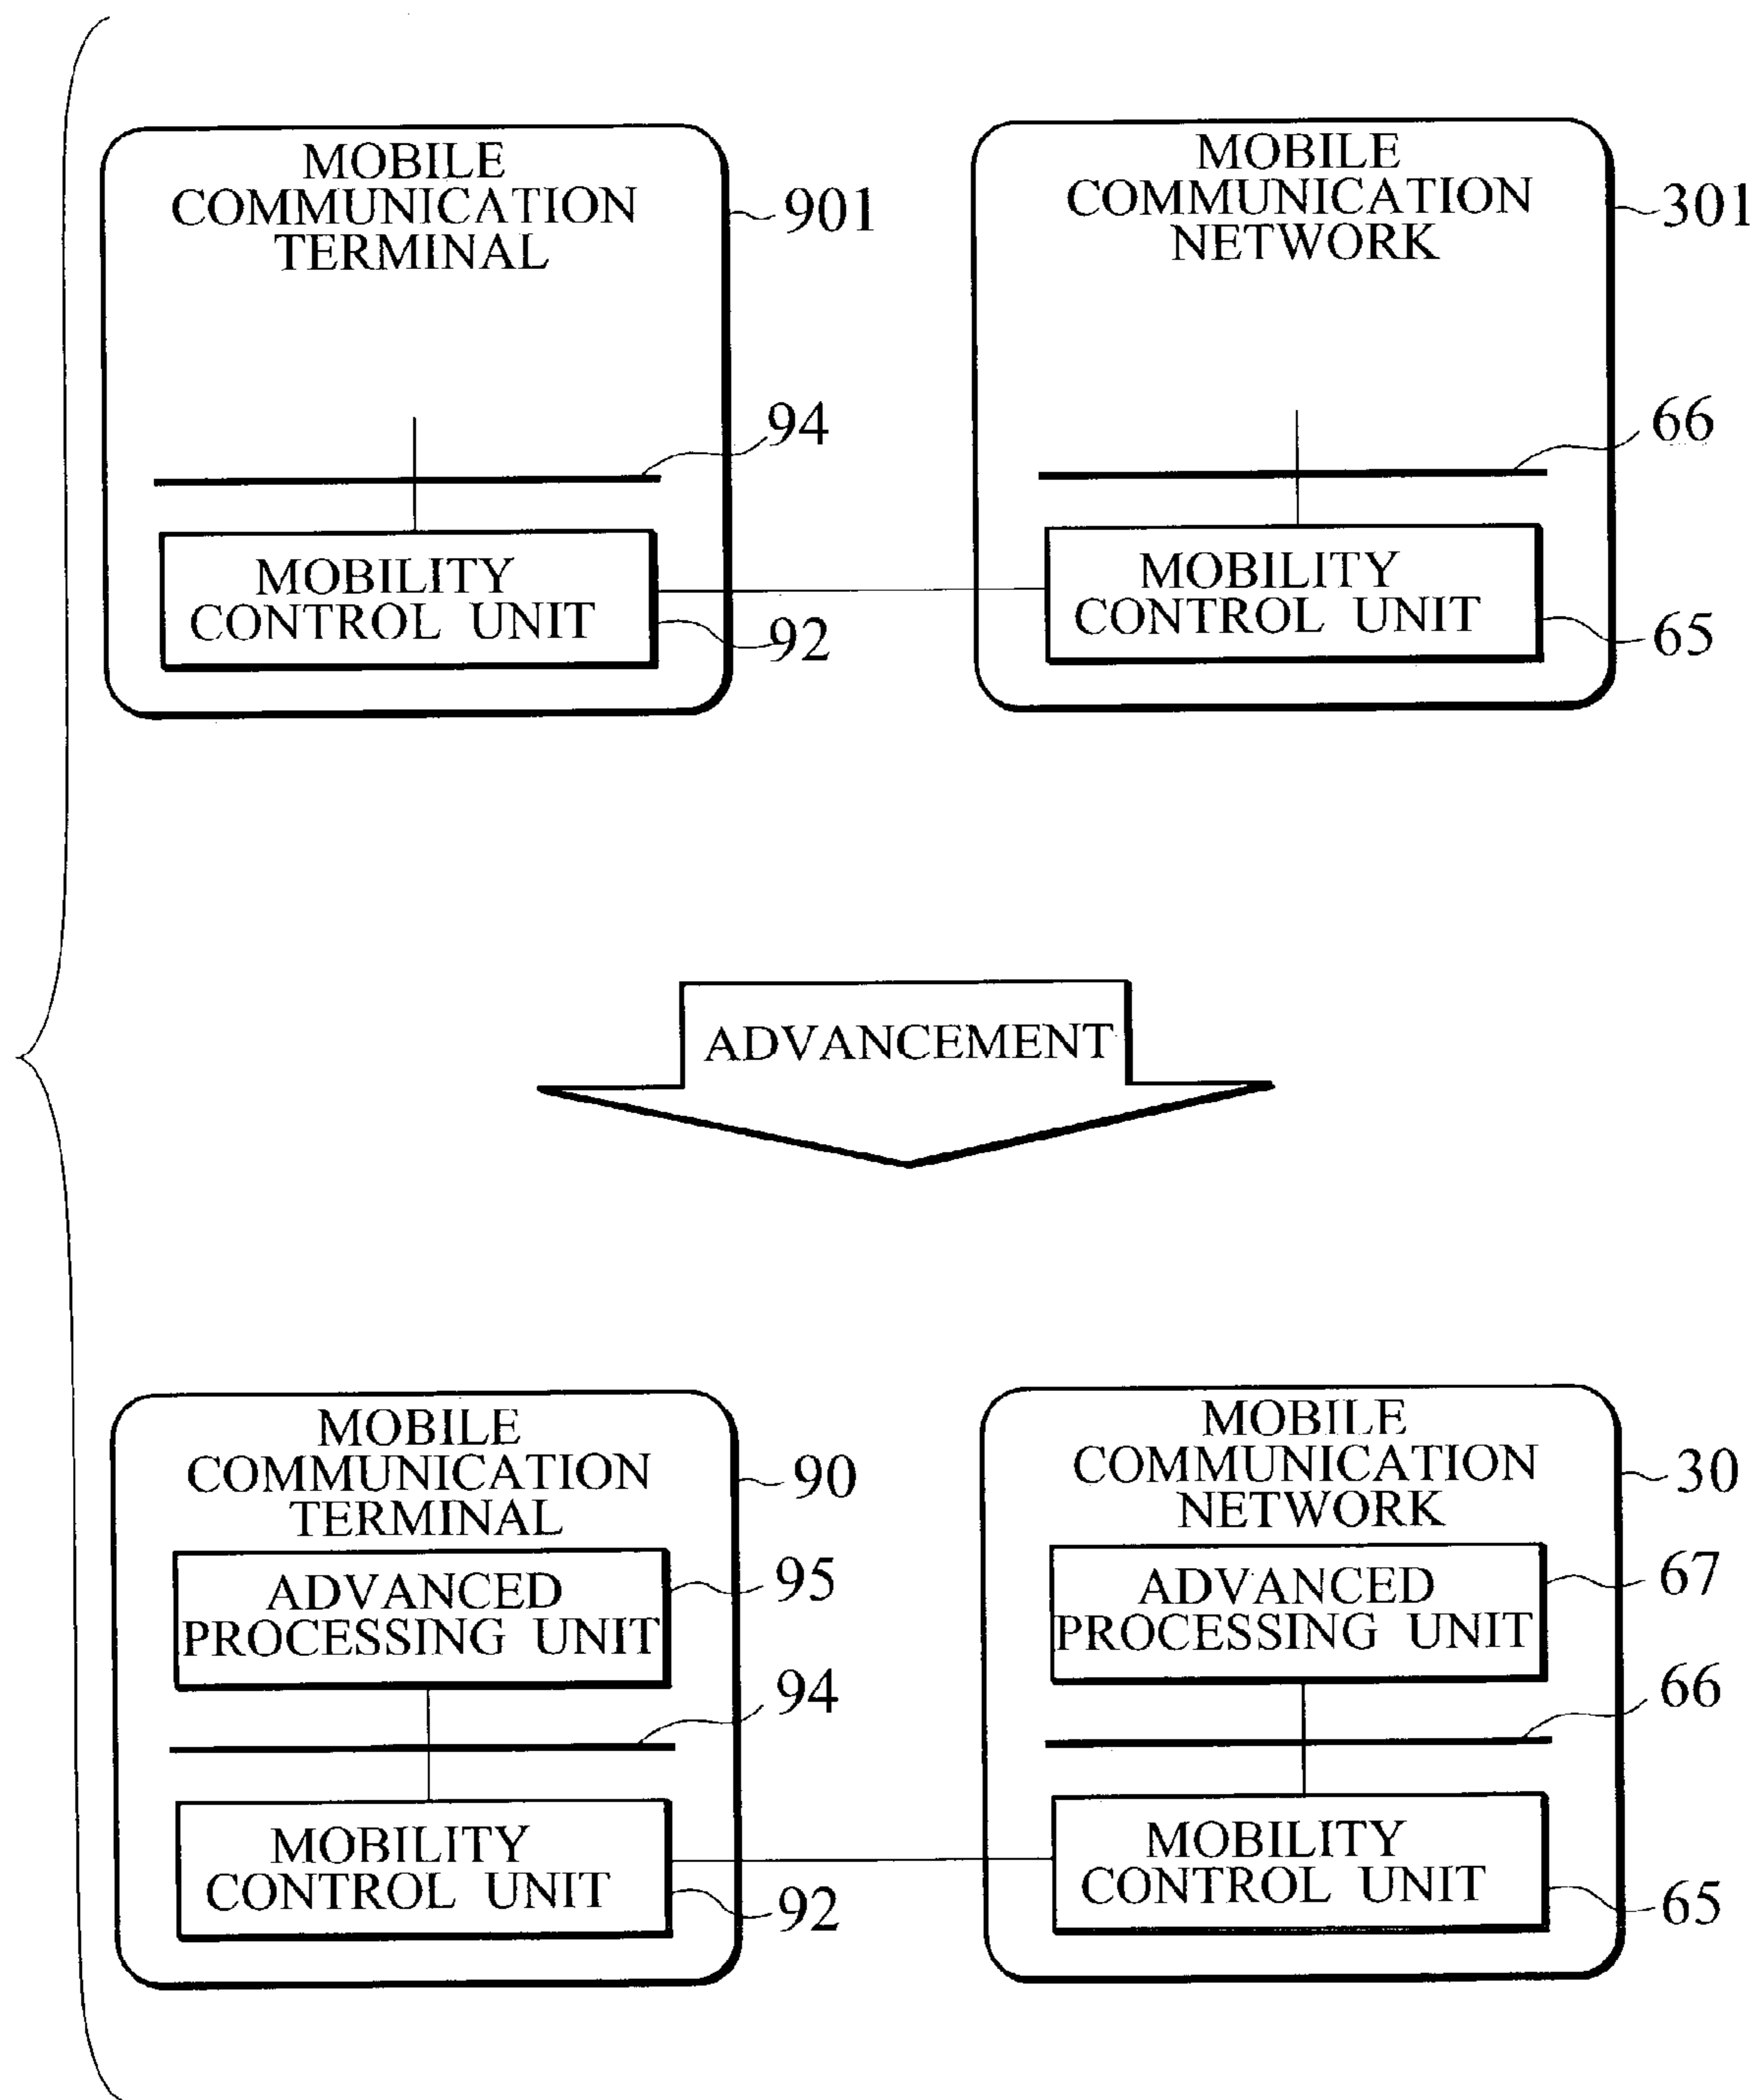 MOBILE
COMMUNICATION
TERMINAL
901
94
MOBILITY
CONTROL UNIT
92
MOBILE
COMMUNICATION
NETWORK
301
66
MOBILITY
CONTROL UNIT
65
ADVANCEMENT
MOBILE
COMMUNICATION
TERMINAL
90
ADVANCED
PROCESSING UNIT
95
94
MOBILITY
CONTROL UNIT
92
MOBILE
COMMUNICATION
NETWORK
30
ADVANCED
PROCESSING UNIT
67
66
MOBILITY
CONTROL UNIT
65